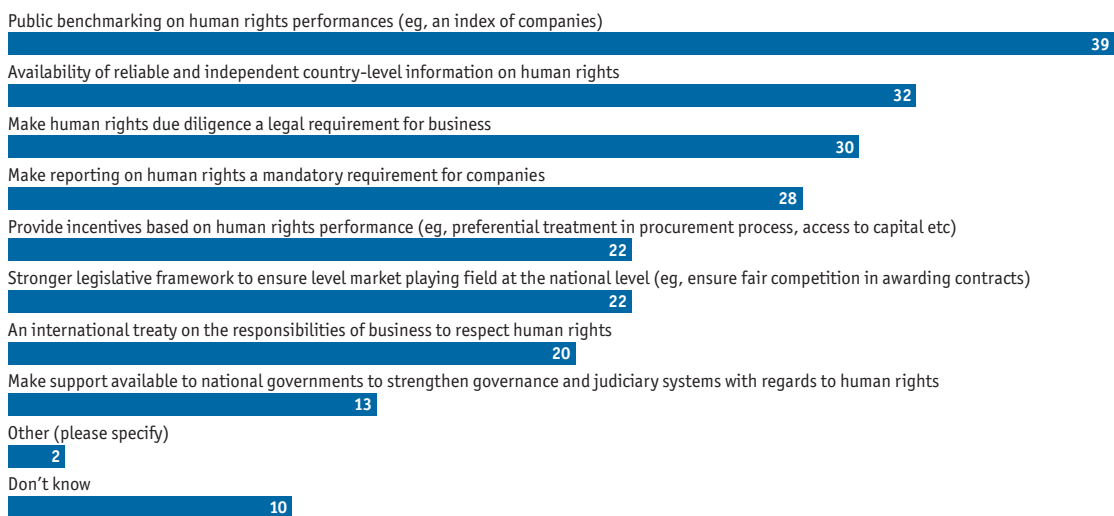 Public benchmarking on human rights performances (eg, an index of companies)
39
Availability of reliable and independent country-level information on human rights
32
Make human rights due diligence a legal requirement for business
30
Make reporting on human rights a mandatory requirement for companies
28
Provide incentives based on human rights performance (eg, preferential treatment in procurement process, access to capital etc)
22
Stronger legislative framework to ensure level market playing field at the national level (eg, ensure fair competition in awarding contracts)
22
An international treaty on the responsibilities of business to respect human rights
20
Make support available to national governments to strengthen governance and judiciary systems with regards to human rights
13
Other (please specify)
2
Don't know
10